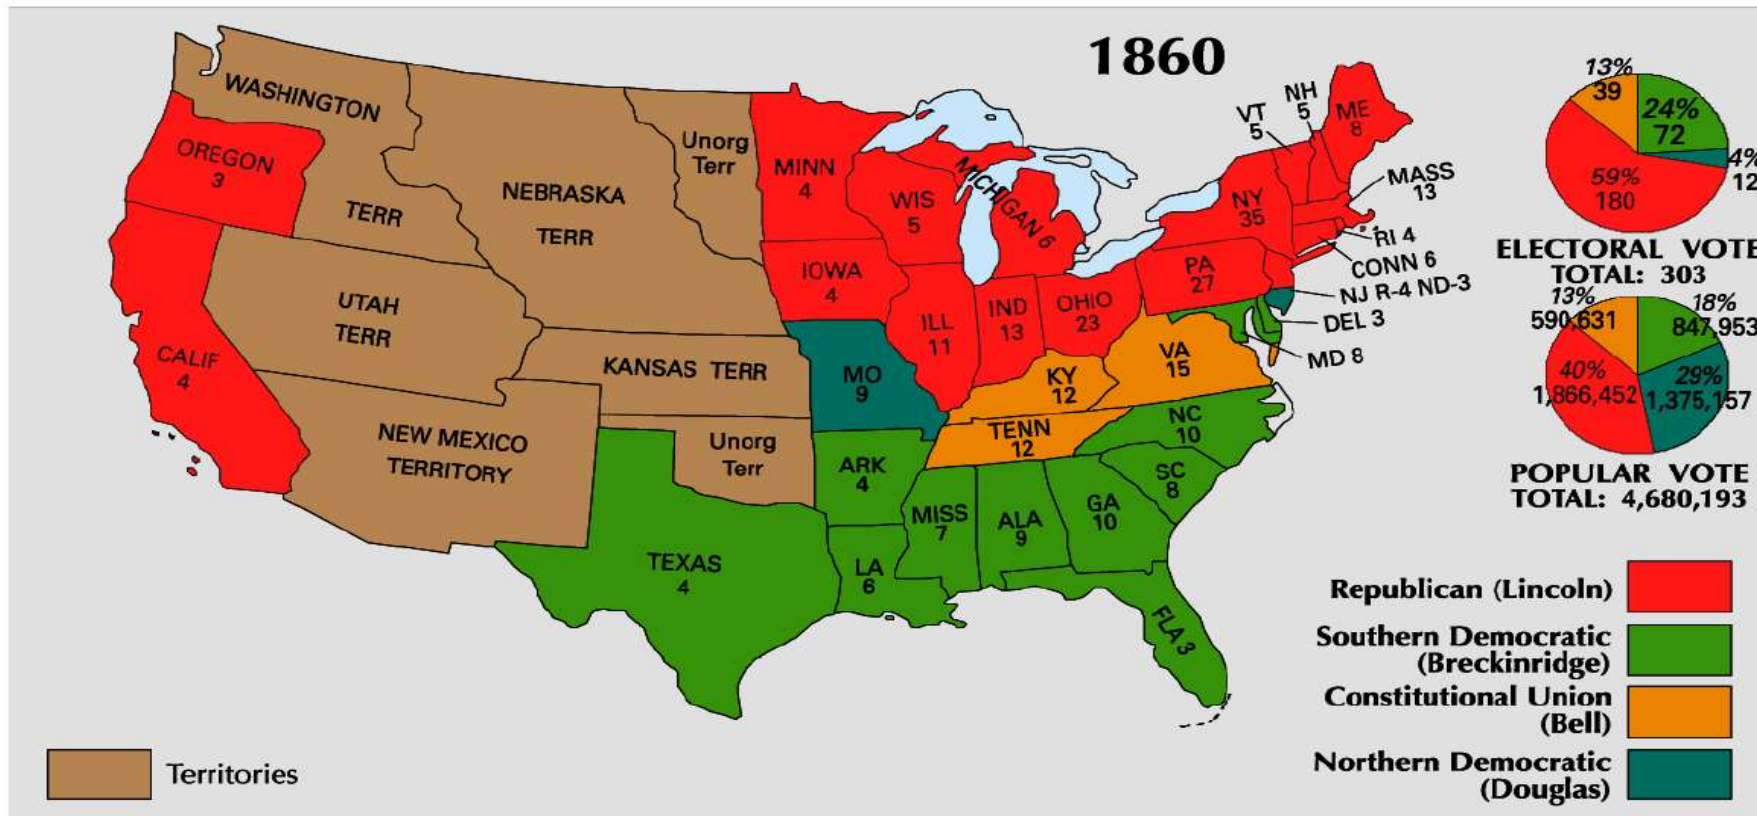 1860
WASHINGTON
TERR
OREGON
3
CALIF
4
UTAH
TERR
NEBRASKA
TERR
Unorg
Terr
KANSAS TERR
NEW MEXICO
TERRITORY
Unorg
Terr
MINN
4
IOWA
4
WIS
5
MICHIGAN 6
ILL
11
IND
13
OHIO
23
MO
9
KY
12
TENN
12
VA
15
PA
27
NY
35
VT
5
NH
5
ME
8
MASS
13
RI 4
CONN 6
NJ R-4 ND-3
DEL 3
MD 8
NC
10
SC
8
GA
10
ALA
9
MISS
7
ARK
4
LA
6
TEXAS
4
FLA 3
13%
39
24%
72
4%
12
59%
180
ELECTORAL VOTE
TOTAL: 303
13%
590,631
18%
847,953
40%
1,866,452
29%
1,375,157
POPULAR VOTE
TOTAL: 4,680,193
Republican (Lincoln)
Southern Democratic
(Breckinridge)
Constitutional Union
(Bell)
Northern Democratic
(Douglas)
Territories